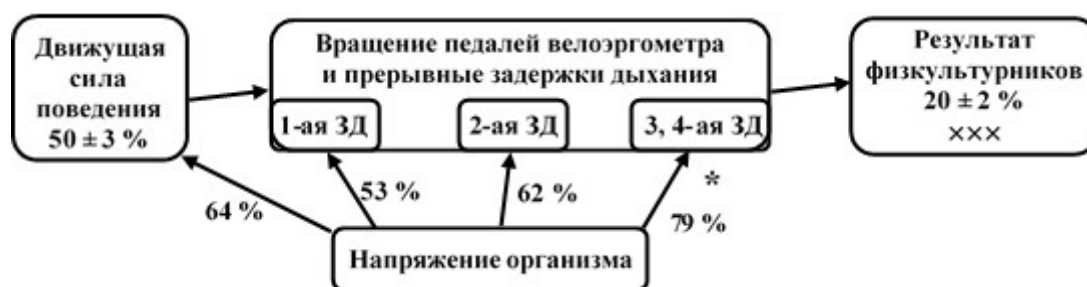 Движущая
сила
поведения
50 ± 3 %
Вращение педалей велоэргометра
и прерывные задержки дыхания
1-ая ЗД
2-ая ЗД
3, 4-ая ЗД
Результат
физкультурников
20 ± 2 %
×××
64 %
53 %
62 %
*
79 %
Напряжение организма